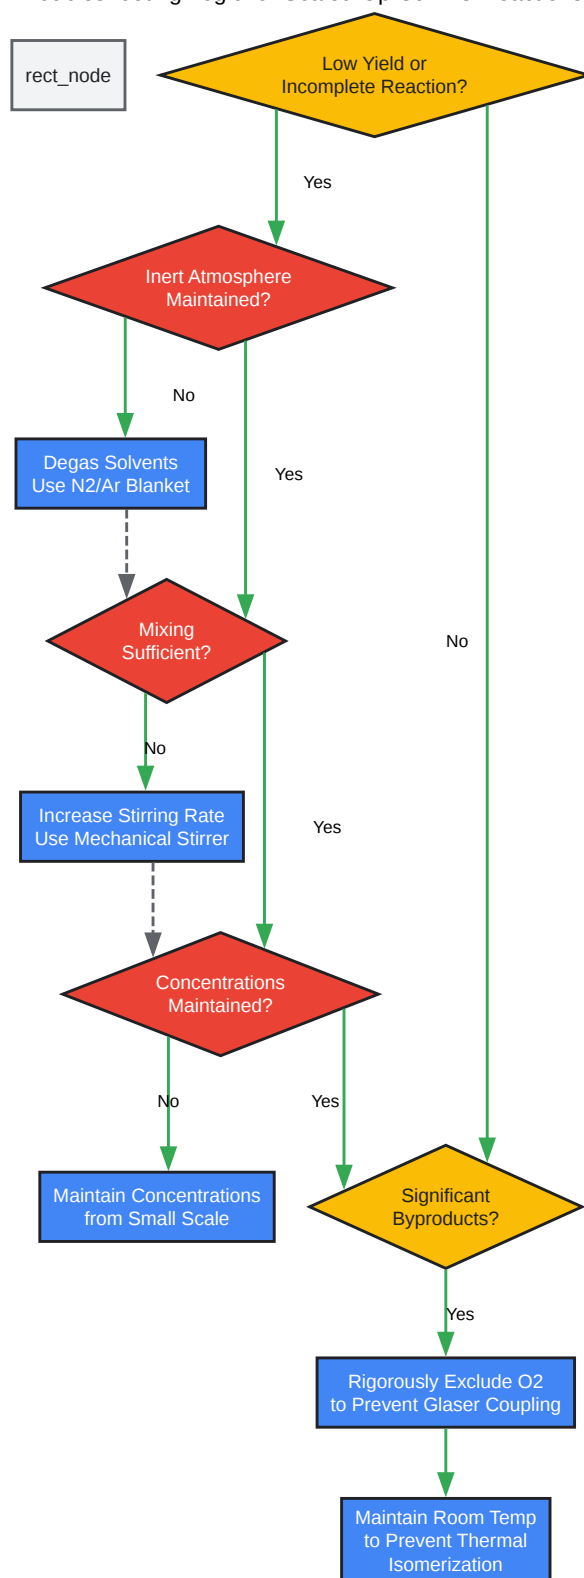 rect_node
Low Yield or
Incomplete Reaction?
Yes
Inert Atmosphere
Maintained?
No
Degas Solvents
Use N2/Ar Blanket
Yes
Mixing
Sufficient?
No
No
Increase Stirring Rate
Use Mechanical Stirrer
Yes
Concentrations
Maintained?
No
Yes
Maintain Concentrations
from Small Scale
Significant
Byproducts?
Yes
Rigorously Exclude O2
to Prevent Glaser Coupling
Maintain Room Temp
to Prevent Thermal
Isomerization